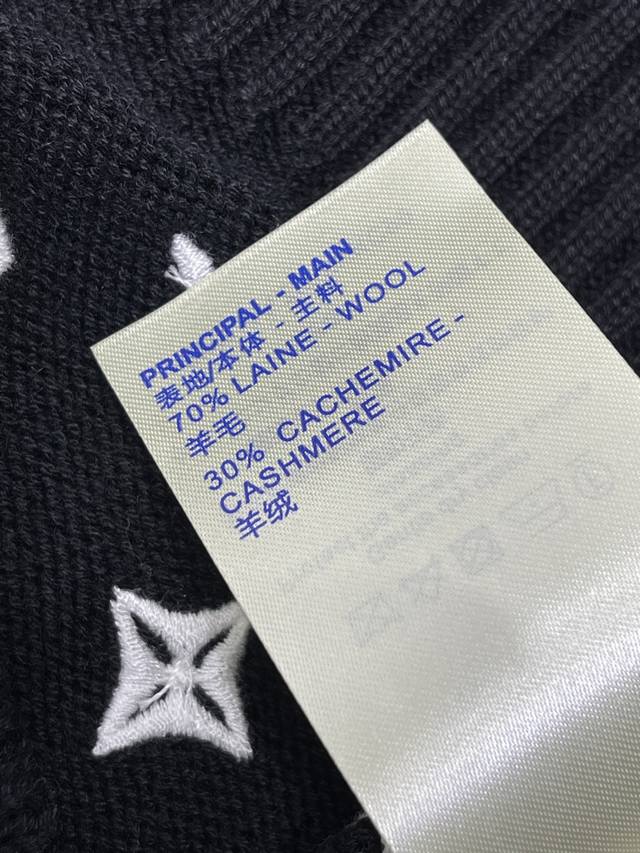 PRINCIPAL - MAIN
表地/本体 - 主料
70% LAINE - WOOL
羊毛
30% CACHEMIRE -
CASHMERE
羊绒